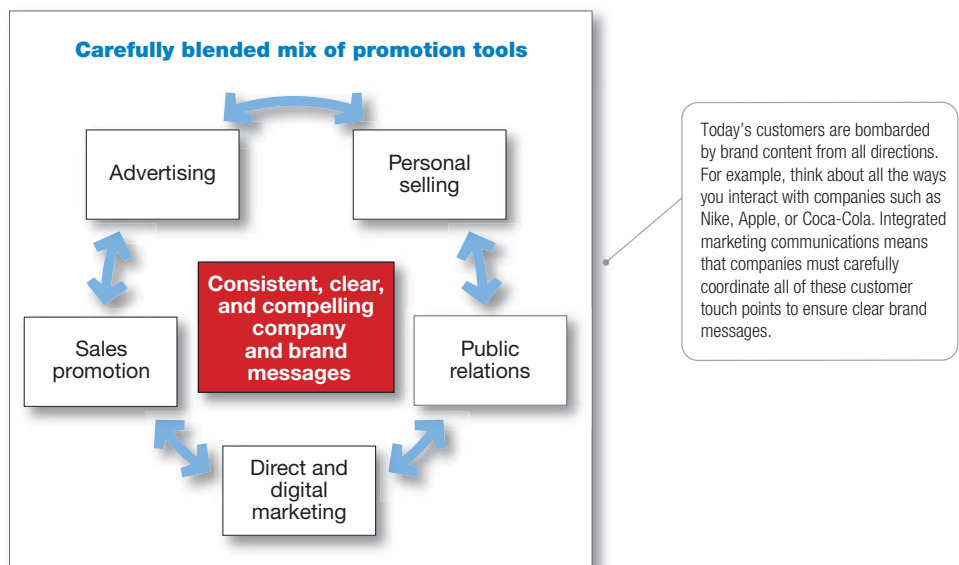 Carefully blended mix of promotion tools
Advertising
Personal
selling
Consistent, clear,
and compelling
company
and brand
messages
Sales
promotion
Public
relations
Direct and
digital
marketing
Today’s customers are bombarded
by brand content from all directions.
For example, think about all the ways
you interact with companies such as
Nike, Apple, or Coca-Cola. Integrated
marketing communications means
that companies must carefully
coordinate all of these customer
touch points to ensure clear brand
messages.